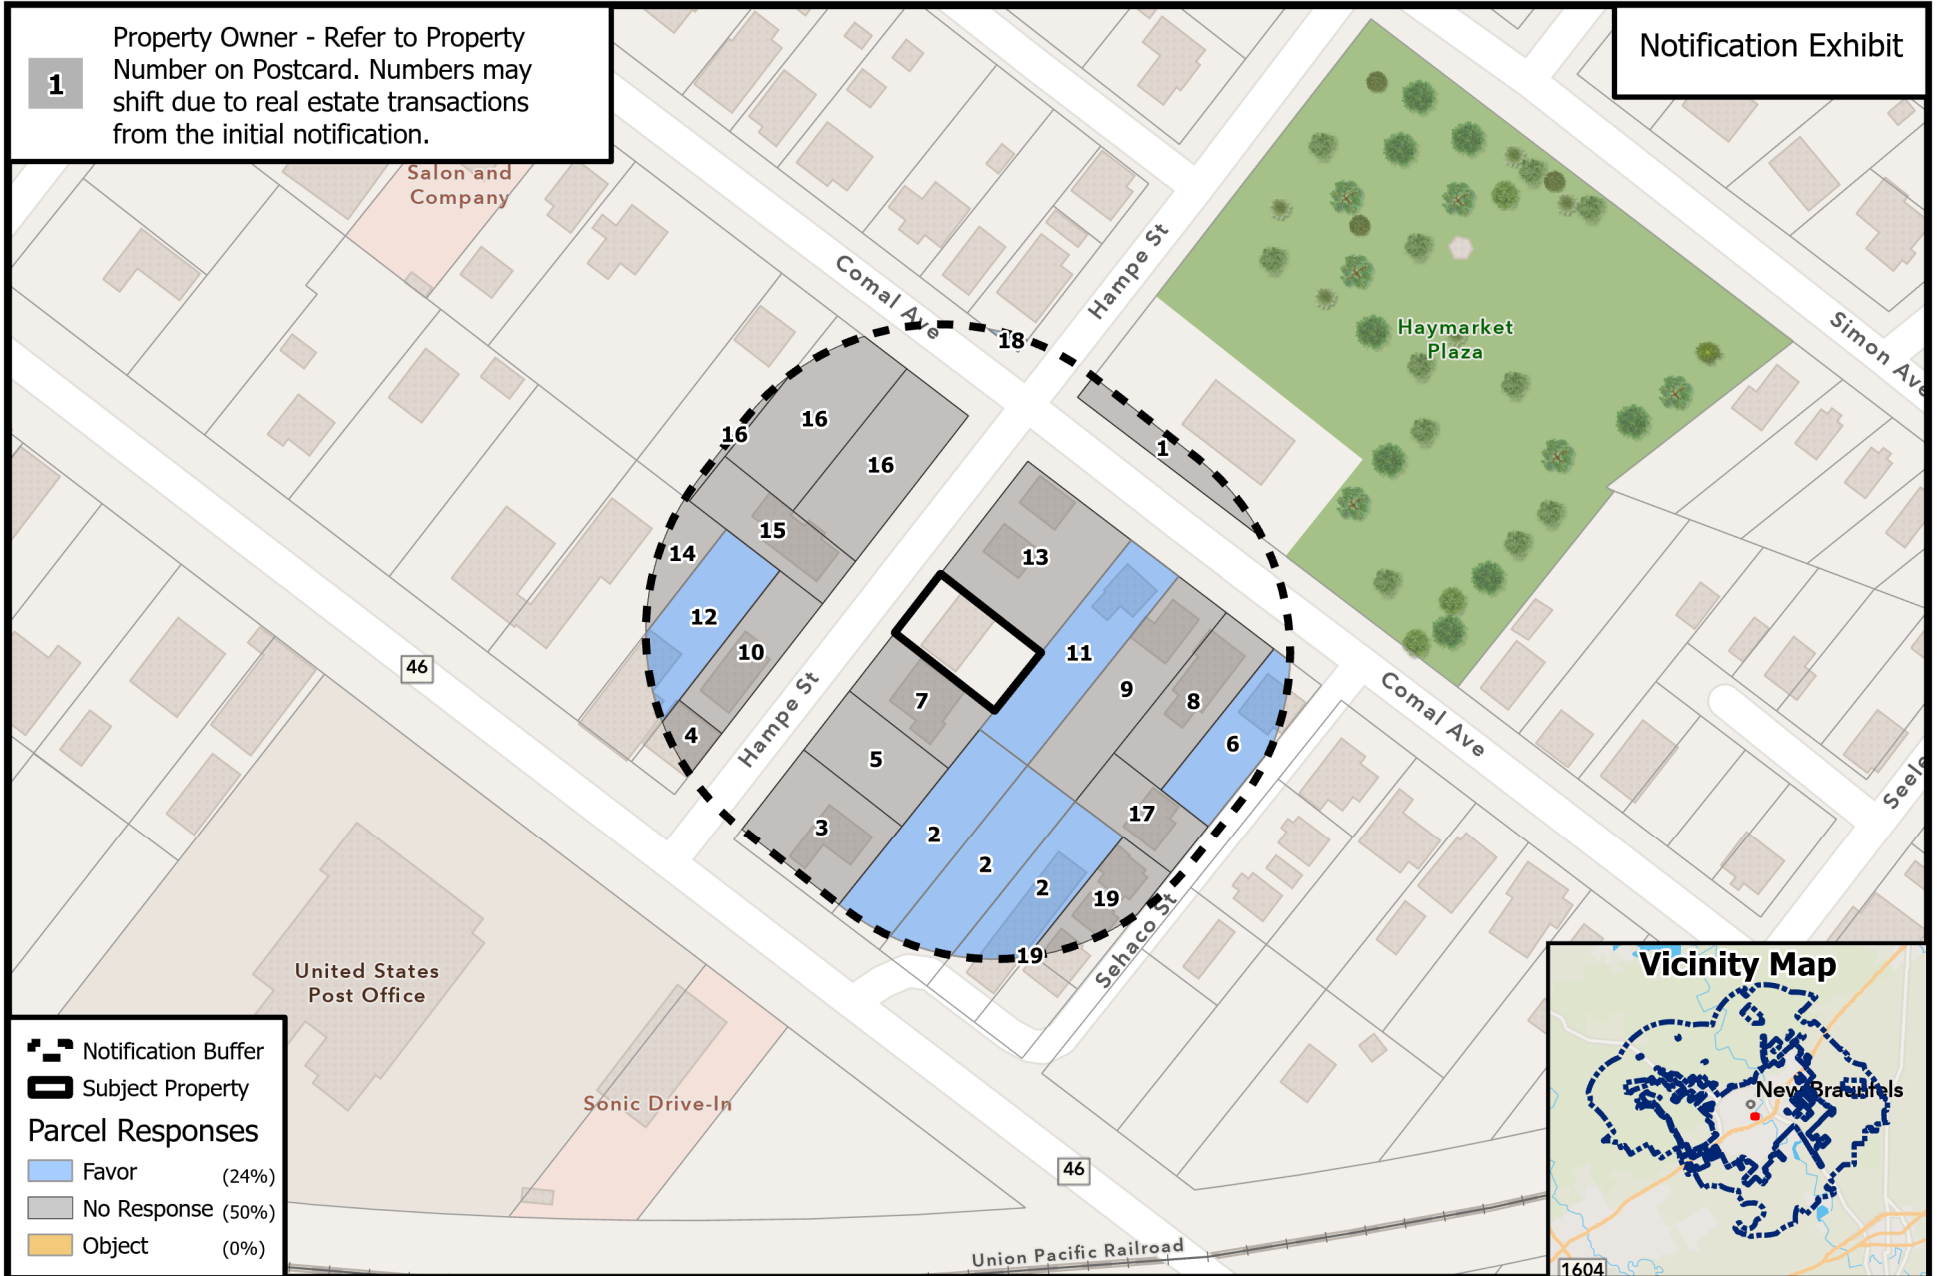 1
Property Owner - Refer to Property
Number on Postcard. Numbers may
shift due to real estate transactions
from the initial notification.
Notification Exhibit
Salon and
Company
Comal Ave
Hampe St
Haymarket
Plaza
Simon Ave
18
16
16
16
1
15
14
13
12
11
10
9
8
7
6
5
4
3
2
2
2
17
19
19
46
Hampe St
Comal Ave
Seele
Sehaco St
United States
Post Office
Sonic Drive-In
46
Union Pacific Railroad
Notification Buffer
Subject Property
Parcel Responses
Favor (24%)
No Response (50%)
Object (0%)
Vicinity Map
New Braunfels
1604